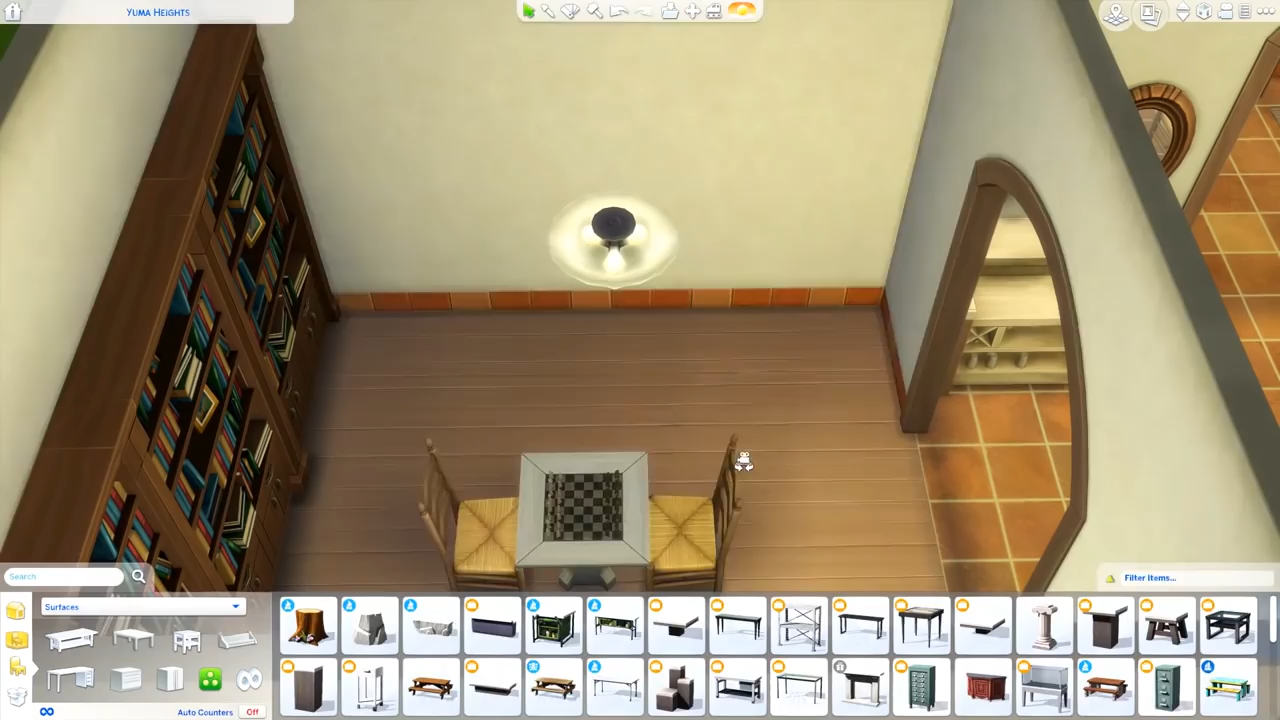 Yuma Heights
Search
Filter Items...
Surfaces
Auto Counters
Off